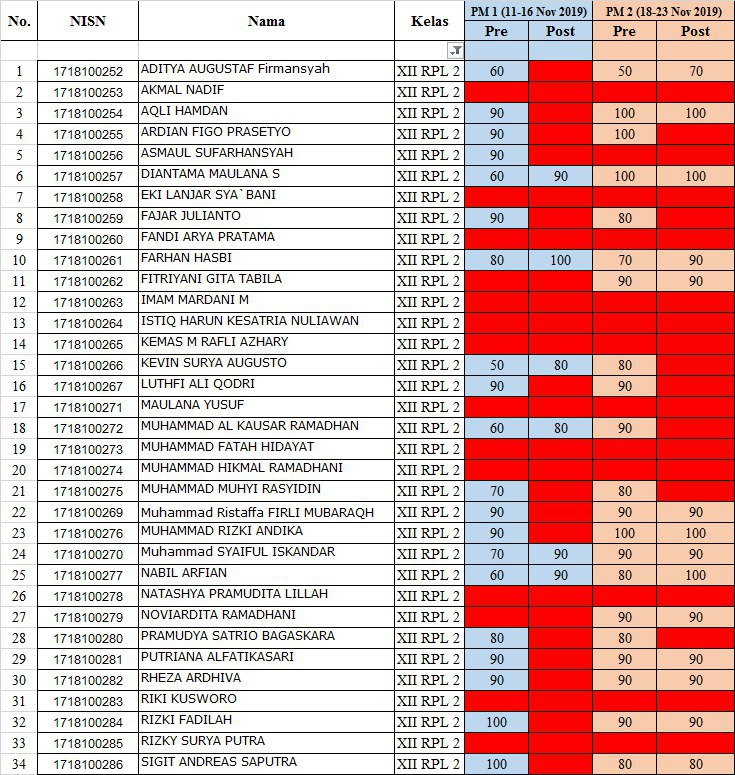 No. NISN Nama Kelas PM 1 (11-16 Nov 2019) PM 2 (18-23 Nov 2019)
Pre Post Pre Post
1 1718100252 ADITYA AUGUSTAF Firmansyah XII RPL 2 60 50 70
2 1718100253 AKMAL NADIF XII RPL 2
3 1718100254 AQLI HAMDAN XII RPL 2 90 100 100
4 1718100255 ARDIAN FIGO PRASETYO XII RPL 2 90 100
5 1718100256 ASMAUL SUFARHANSYAH XII RPL 2 90
6 1718100257 DIANTAMA MAULANA S XII RPL 2 60 90 100 100
7 1718100258 EKI LANJAR SYA`BANI XII RPL 2
8 1718100259 FAJAR JULIANTO XII RPL 2 90 80
9 1718100260 FANDI ARYA PRATAMA XII RPL 2
10 1718100261 FARHAN HASBI XII RPL 2 80 100 70 90
11 1718100262 FITRIYANI GITA TABILA XII RPL 2 90 90
12 1718100263 IMAM MARDANI M XII RPL 2
13 1718100264 ISTIQ HARUN KESATRIA NULIAWAN XII RPL 2
14 1718100265 KEMAS M RAFLI AZHARY XII RPL 2
15 1718100266 KEVIN SURYA AUGUSTO XII RPL 2 50 80 80
16 1718100267 LUTHFI ALI QODRI XII RPL 2 90 90
17 1718100271 MAULANA YUSUF XII RPL 2
18 1718100272 MUHAMMAD AL KAUSAR RAMADHAN XII RPL 2 60 80 90
19 1718100273 MUHAMMAD FATAH HIDAYAT XII RPL 2
20 1718100274 MUHAMMAD HIKMAL RAMADHANI XII RPL 2
21 1718100275 MUHAMMAD MUHYI RASYIDIN XII RPL 2 70 80
22 1718100269 Muhammad Ristaffa FIRLI MUBARAQH XII RPL 2 90 90 90
23 1718100276 MUHAMMAD RIZKI ANDIKA XII RPL 2 90 100 100
24 1718100270 Muhammad SYAIFUL ISKANDAR XII RPL 2 70 90 90 90
25 1718100277 NABIL ARFIAN XII RPL 2 60 90 80 100
26 1718100278 NATASHYA PRAMUDITA LILLAH XII RPL 2
27 1718100279 NOVIARDITA RAMADHANI XII RPL 2 90 90
28 1718100280 PRAMUDYA SATRIO BAGASKARA XII RPL 2 80 80
29 1718100281 PUTRIANA ALFATIKASARI XII RPL 2 90 90 90
30 1718100282 RHEZA ARDHIVA XII RPL 2 90 90 90
31 1718100283 RIKI KUSWORO XII RPL 2
32 1718100284 RIZKI FADILAH XII RPL 2 100 90 90
33 1718100285 RIZKY SURYA PUTRA XII RPL 2
34 1718100286 SIGIT ANDREAS SAPUTRA XII RPL 2 100 80 80